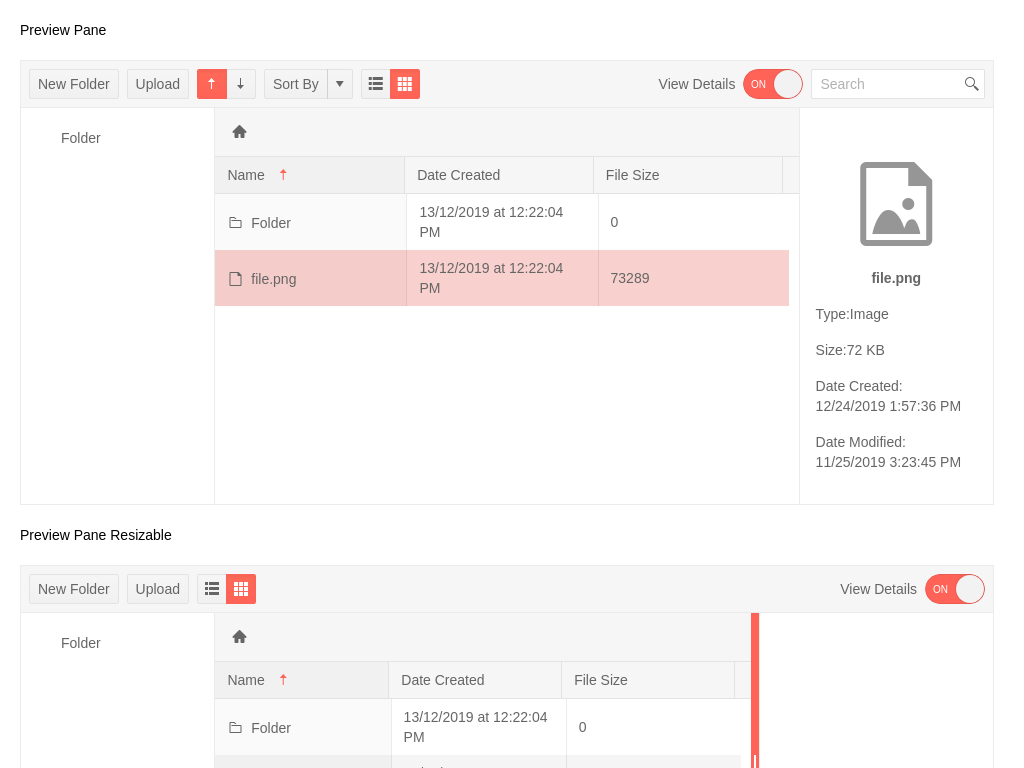 Preview Pane
New Folder Upload Sort By View Details ON Search
Folder
Name Date Created File Size
Folder 13/12/2019 at 12:22:04 PM 0
file.png 13/12/2019 at 12:22:04 PM 73289
file.png
Type:Image
Size:72 KB
Date Created:
12/24/2019 1:57:36 PM
Date Modified:
11/25/2019 3:23:45 PM
Preview Pane Resizable
New Folder Upload View Details ON
Folder
Name Date Created File Size
Folder 13/12/2019 at 12:22:04 PM 0